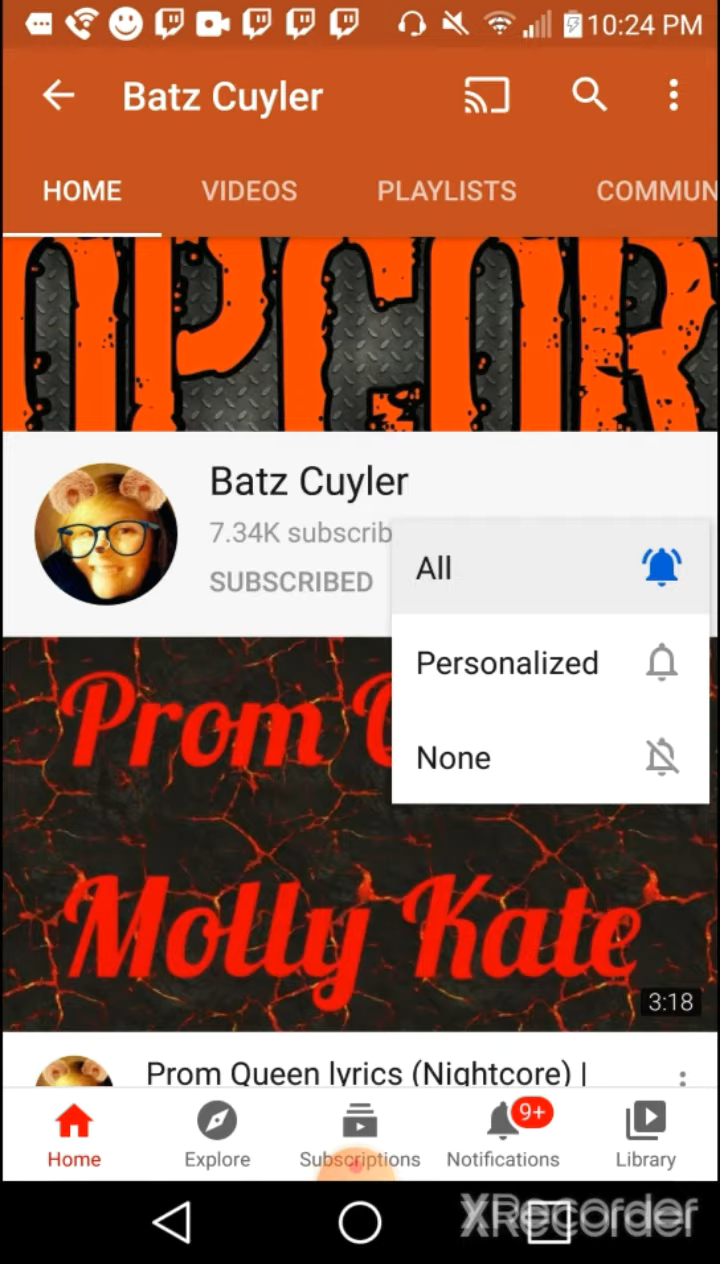 10:24 PM
Batz Cuyler
HOME VIDEOS PLAYLISTS COMMUN
OPCOR
Batz Cuyler
7.34K subscrib
SUBSCRIBED
All
Personalized
None
Prom
Molly Kate
3:18
Prom Queen lyrics (Nightcore) |
9+
Home Explore Subscriptions Notifications Library
XRecorder